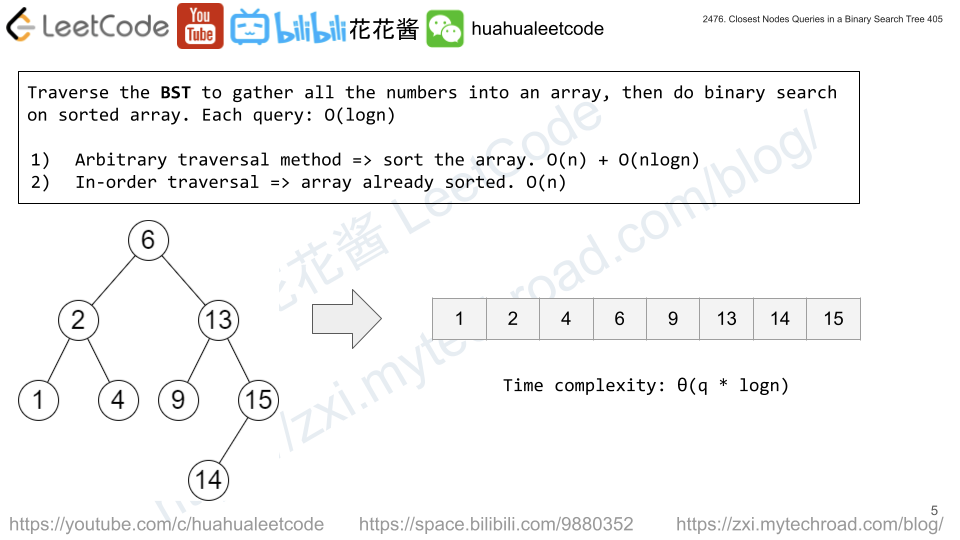 LeetCode
You
Tube
bilibili
花花酱
huahualeetcode
2476. Closest Nodes Queries in a Binary Search Tree 405
Traverse the BST to gather all the numbers into an array, then do binary search
on sorted array. Each query: O(logn)
1) Arbitrary traversal method => sort the array. O(n) + O(nlogn)
2) In-order traversal => array already sorted. O(n)
花酱 LeetCode
/zxi.mytechroad.com/blog/
6
2 13
1 4 9 15
14
1 2 4 6 9 13 14 15
Time complexity: θ(q * logn)
5
https://youtube.com/c/huahualeetcode https://space.bilibili.com/9880352 https://zxi.mytechroad.com/blog/